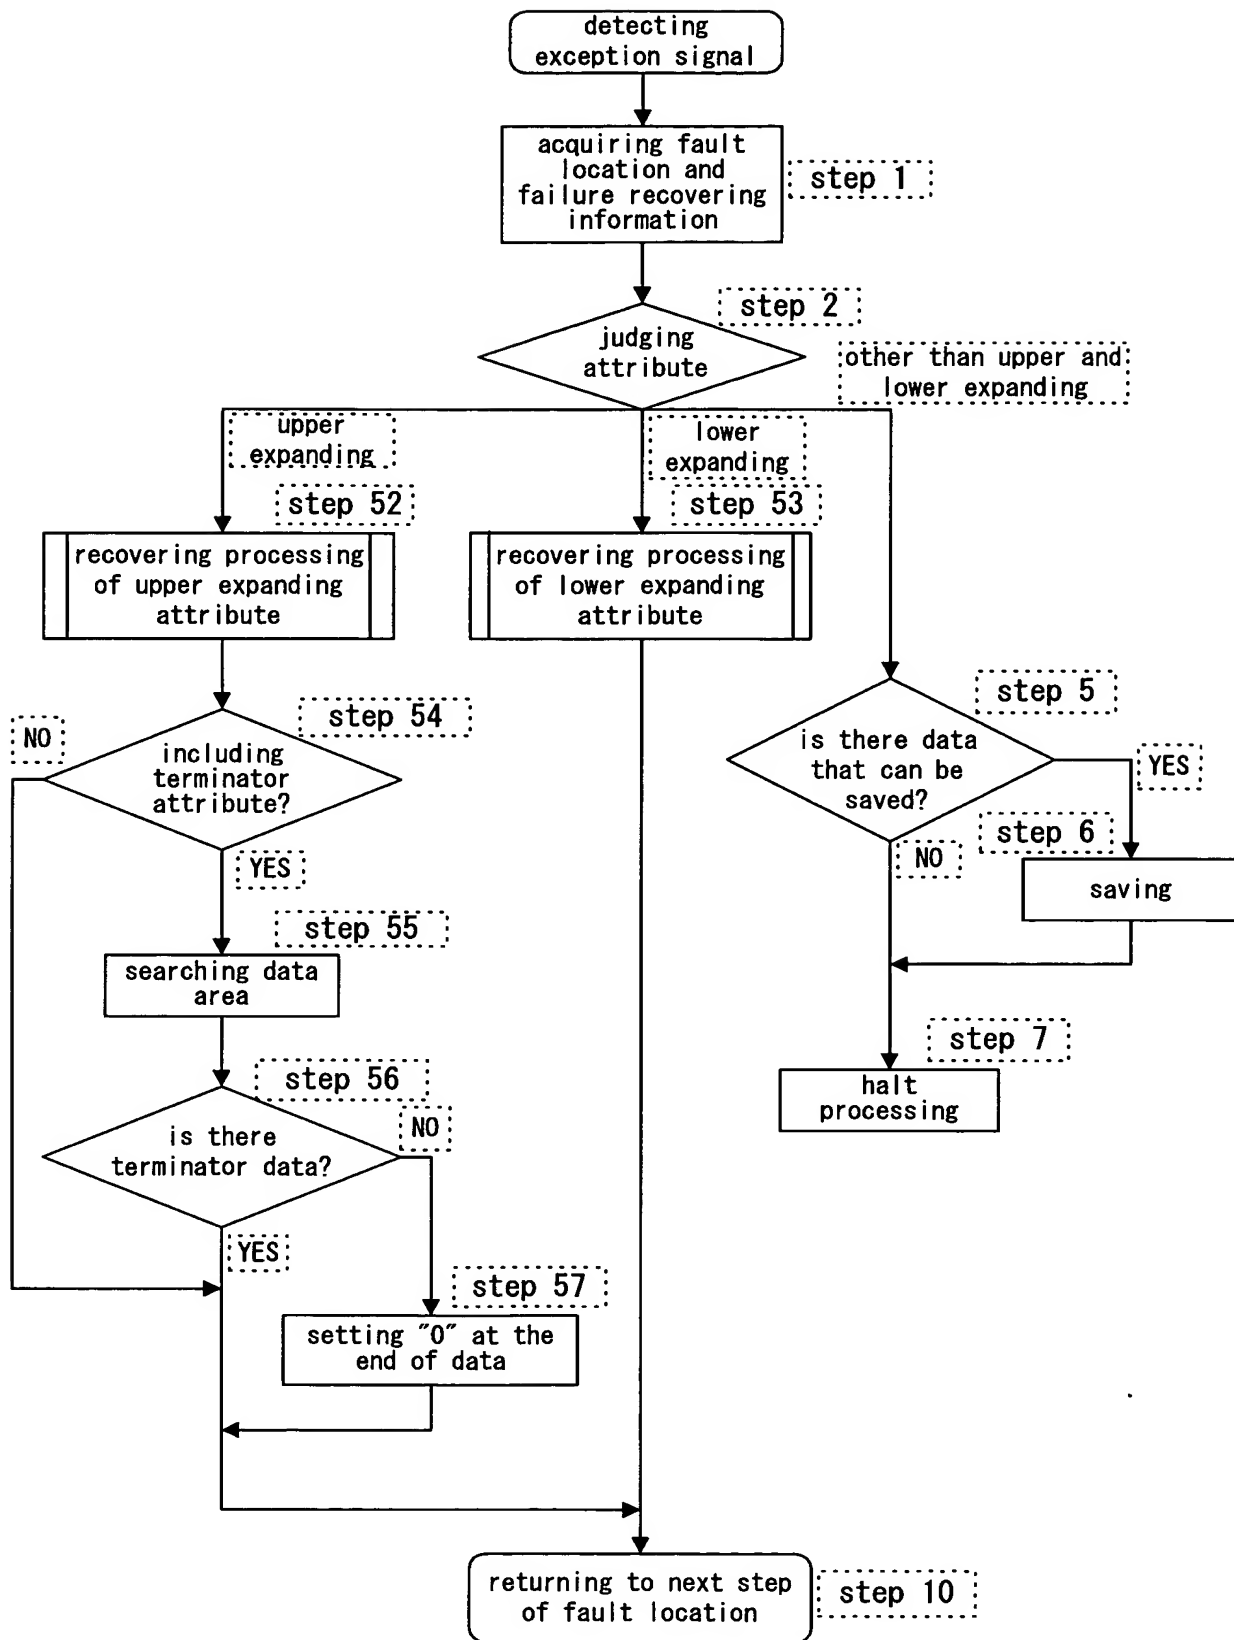 detecting
exception signal
acquiring fault
location and
failure recovering
information
step 1
step 2
judging
attribute
other than upper and
lower expanding
upper
expanding
lower
expanding
step 52
step 53
recovering processing
of upper expanding
attribute
recovering processing
of lower expanding
attribute
step 54
NO
including
terminator
attribute?
step 5
is there data
that can be
saved?
YES
step 6
NO
saving
YES
step 55
searching data
area
step 7
halt
processing
step 56
NO
is there
terminator data?
YES
step 57
setting "0" at the
end of data
returning to next step
of fault location
step 10